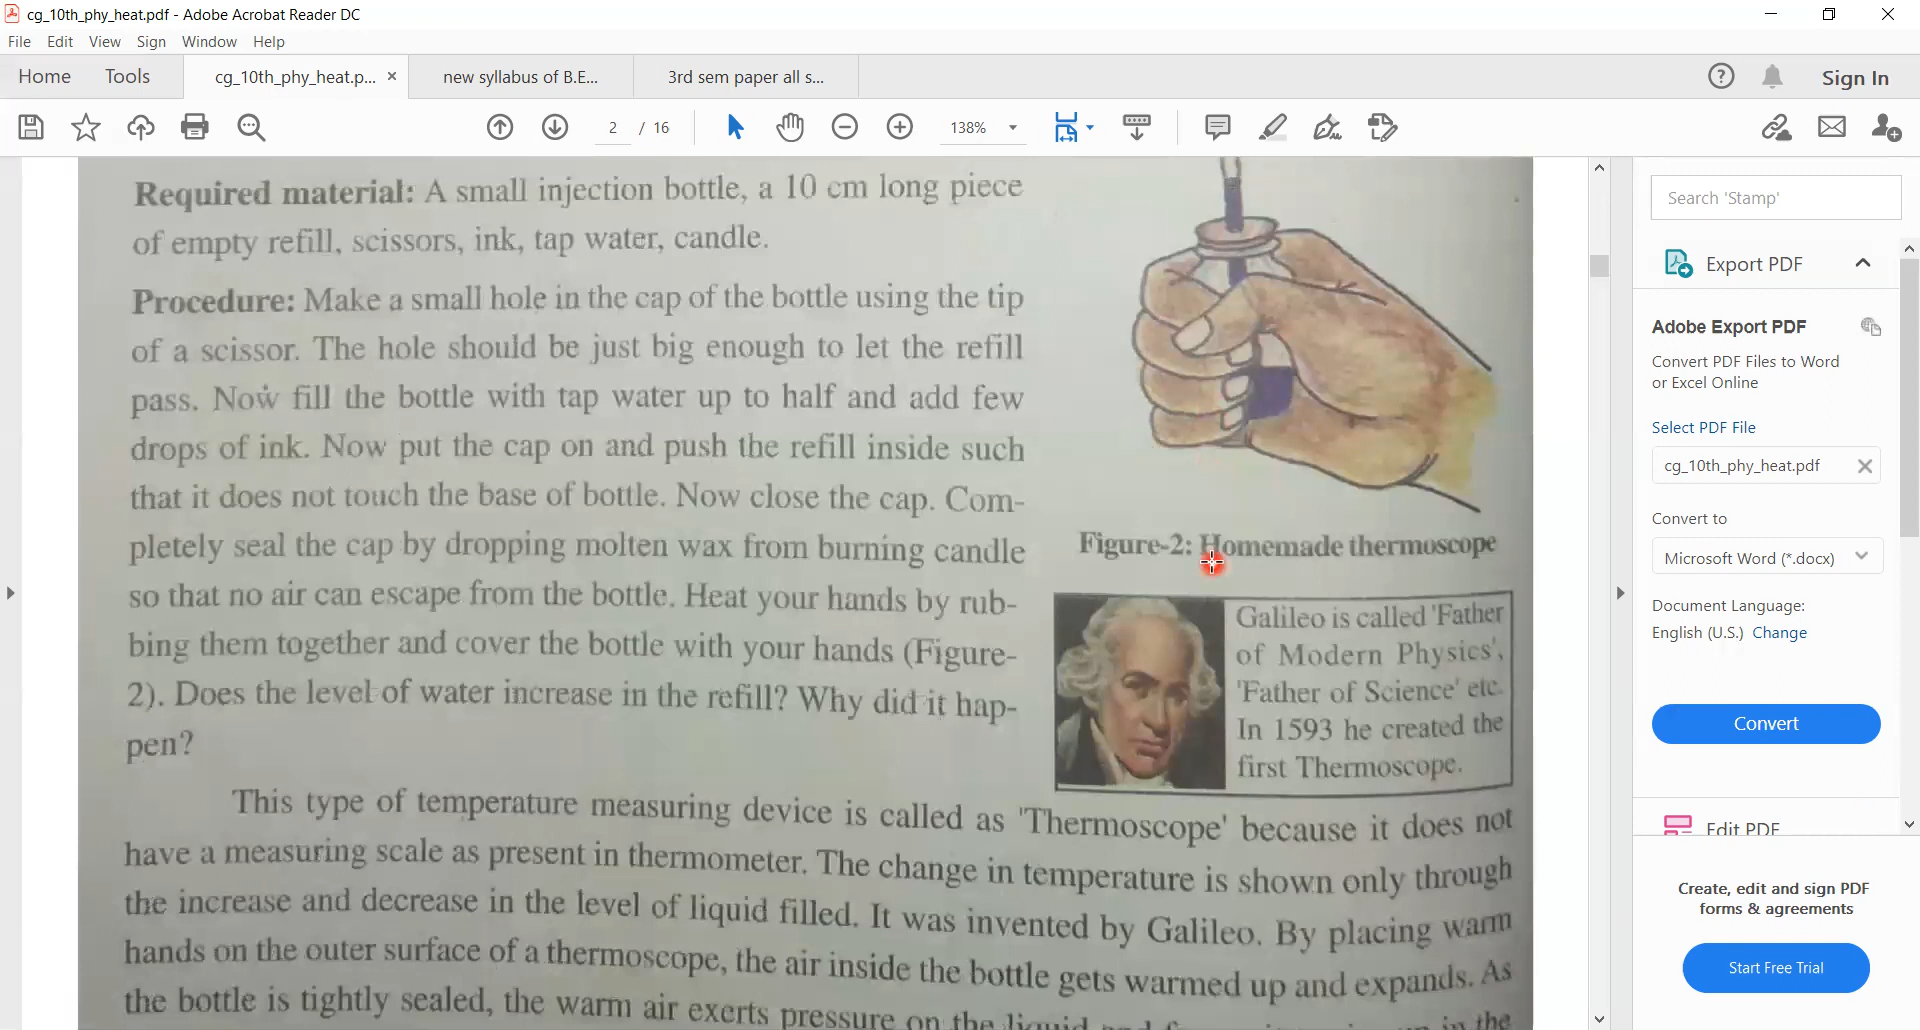 cg_10th_phy_heat.pdf - Adobe Acrobat Reader DC
File Edit View Sign Window Help
Home Tools cg_10th_phy_heat.p... × new syllabus of B.E... 3rd sem paper all s... Sign In
2 / 16 138%
Required material: A small injection bottle, a 10 cm long piece
of empty refill, scissors, ink, tap water, candle.
Procedure: Make a small hole in the cap of the bottle using the tip
of a scissor. The hole should be just big enough to let the refill
pass. Now fill the bottle with tap water up to half and add few
drops of ink. Now put the cap on and push the refill inside such
that it does not touch the base of bottle. Now close the cap. Com-
pletely seal the cap by dropping molten wax from burning candle
so that no air can escape from the bottle. Heat your hands by rub-
bing them together and cover the bottle with your hands (Figure-
2). Does the level of water increase in the refill? Why did it hap-
pen?
Figure-2: Homemade thermoscope
Galileo is called 'Father
of Modern Physics',
'Father of Science' etc.
In 1593 he created the
first Thermoscope.
This type of temperature measuring device is called as 'Thermoscope' because it does not
have a measuring scale as present in thermometer. The change in temperature is shown only through
the increase and decrease in the level of liquid filled. It was invented by Galileo. By placing warm
hands on the outer surface of a thermoscope, the air inside the bottle gets warmed up and expands. As
the bottle is tightly sealed, the warm air exerts pressure on the liquid and in the
Search 'Stamp'
Export PDF
Adobe Export PDF
Convert PDF Files to Word
or Excel Online
Select PDF File
cg_10th_phy_heat.pdf
Convert to
Microsoft Word (*.docx)
Document Language:
English (U.S.) Change
Convert
Edit PDF
Create, edit and sign PDF
forms & agreements
Start Free Trial